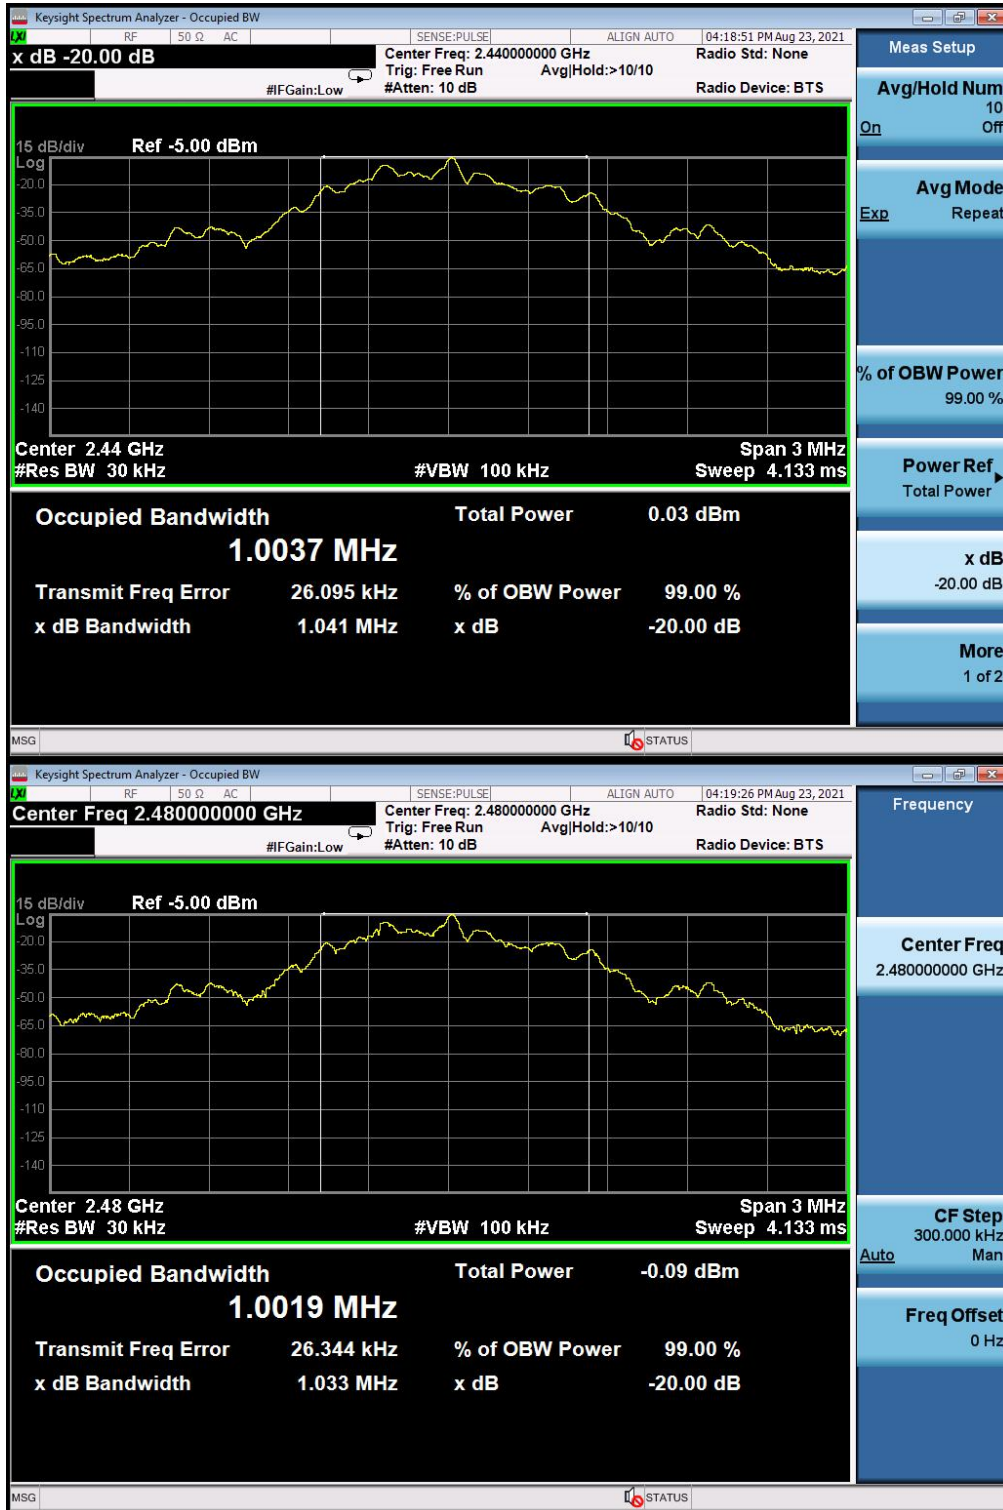 Keysight Spectrum Analyzer - Occupied BW
LXI RF 50 Ω AC SENSE:PULSE ALIGN AUTO 04:18:51 PM Aug 23, 2021
x dB -20.00 dB
Center Freq: 2.440000000 GHz Radio Std: None
Trig: Free Run Avg|Hold:>10/10
#IFGain:Low #Atten: 10 dB Radio Device: BTS
15 dB/div Ref -5.00 dBm
Log
-20.0
-35.0
-50.0
-65.0
-80.0
-95.0
-110
-125
-140
Center 2.44 GHz Span 3 MHz
#Res BW 30 kHz #VBW 100 kHz Sweep 4.133 ms
Occupied Bandwidth Total Power 0.03 dBm
1.0037 MHz
Transmit Freq Error 26.095 kHz % of OBW Power 99.00 %
x dB Bandwidth 1.041 MHz x dB -20.00 dB
MSG STATUS
Meas Setup
Avg/Hold Num
10
On Off
Avg Mode
Exp Repeat
% of OBW Power
99.00 %
Power Ref
Total Power
x dB
-20.00 dB
More
1 of 2
Keysight Spectrum Analyzer - Occupied BW
LXI RF 50 Ω AC SENSE:PULSE ALIGN AUTO 04:19:26 PM Aug 23, 2021
Center Freq 2.480000000 GHz
Center Freq: 2.480000000 GHz Radio Std: None
Trig: Free Run Avg|Hold:>10/10
#IFGain:Low #Atten: 10 dB Radio Device: BTS
15 dB/div Ref -5.00 dBm
Log
-20.0
-35.0
-50.0
-65.0
-80.0
-95.0
-110
-125
-140
Center 2.48 GHz Span 3 MHz
#Res BW 30 kHz #VBW 100 kHz Sweep 4.133 ms
Occupied Bandwidth Total Power -0.09 dBm
1.0019 MHz
Transmit Freq Error 26.344 kHz % of OBW Power 99.00 %
x dB Bandwidth 1.033 MHz x dB -20.00 dB
MSG STATUS
Frequency
Center Freq
2.480000000 GHz
CF Step
300.000 kHz
Auto Man
Freq Offset
0 Hz